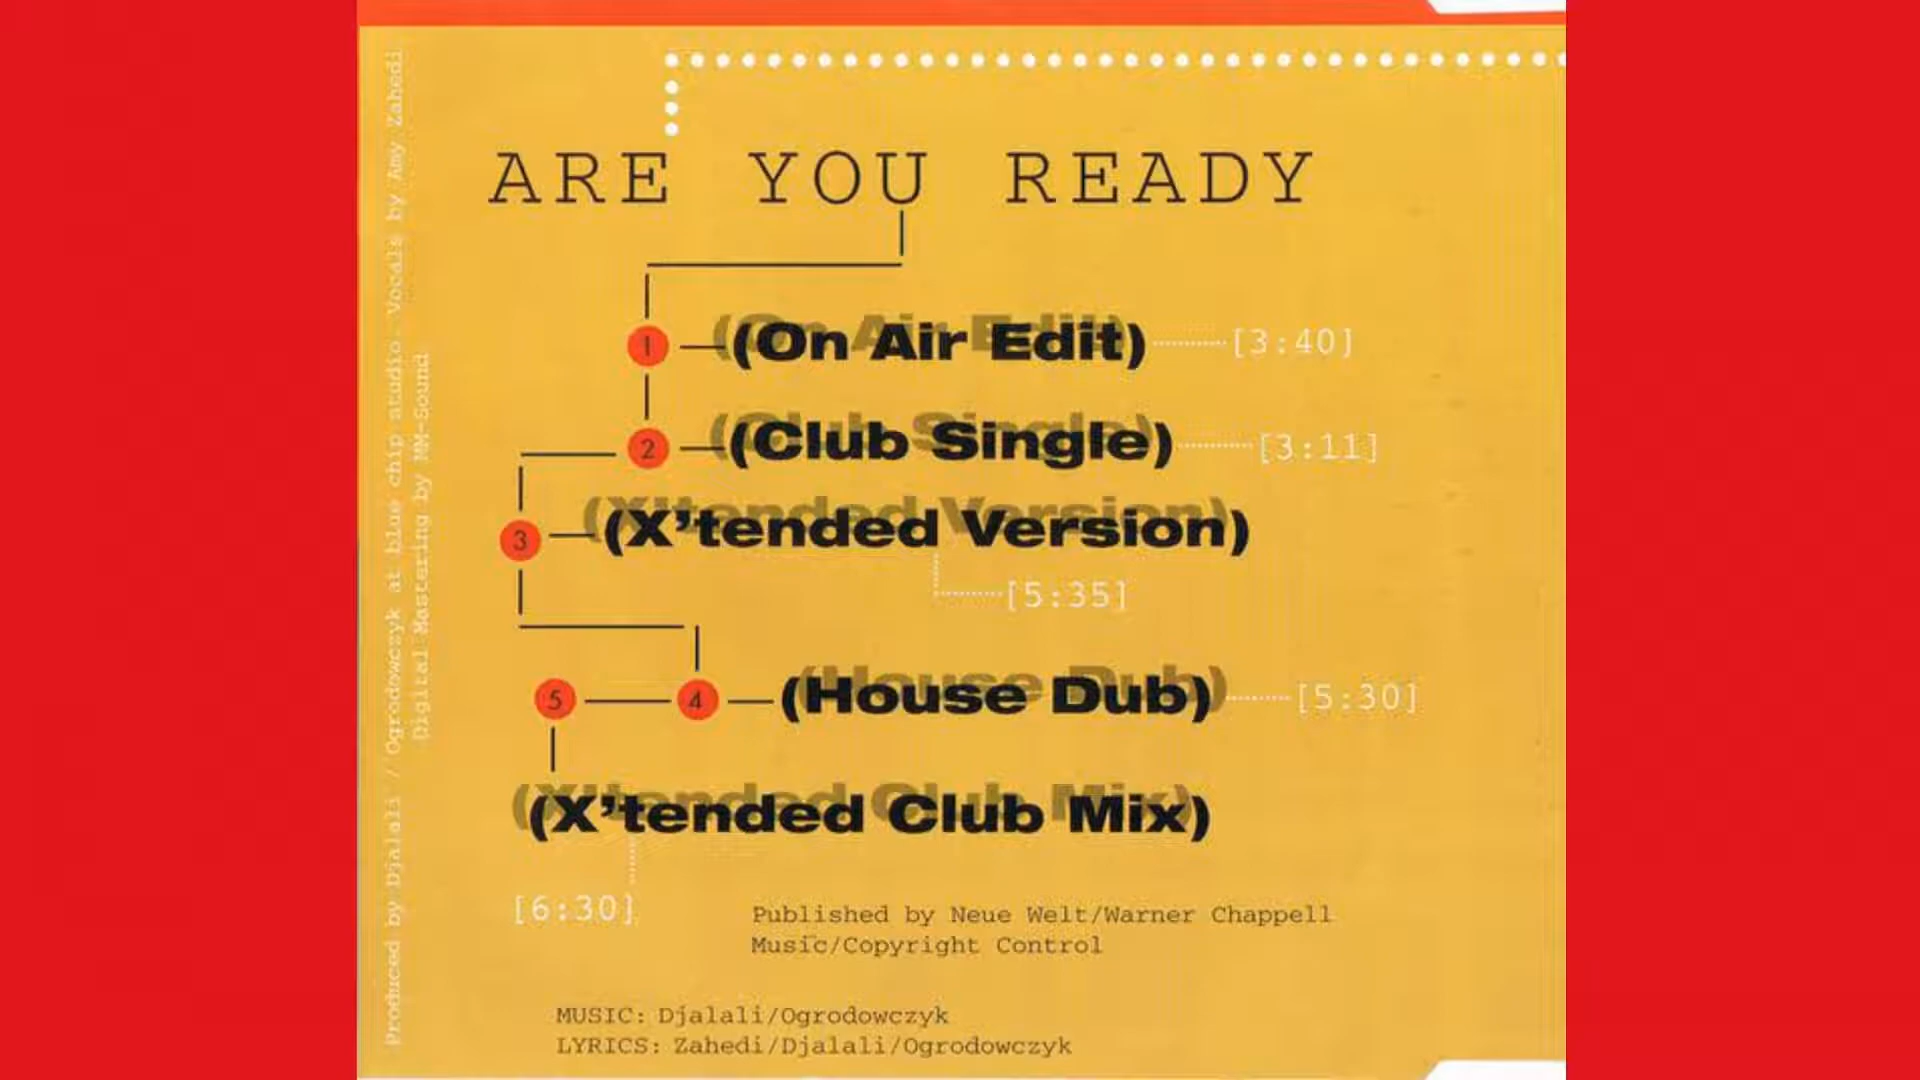 ARE YOU READY
1 (On Air Edit) [3:40]
2 (Club Single) [3:11]
3 (X'tended Version)
[5:35]
5 4 (House Dub) [5:30]
(X'tended Club Mix)
[6:30]
Published by Neue Welt/Warner Chappell
Music/Copyright Control
MUSIC: Djalali/Ogrodowczyk
LYRICS: Zahedi/Djalali/Ogrodowczyk
Produced by Djalali / Ogrodowczyk at blue chip studio. Vocals by Amy Zahedi
Digital Mastering by MM-Sound